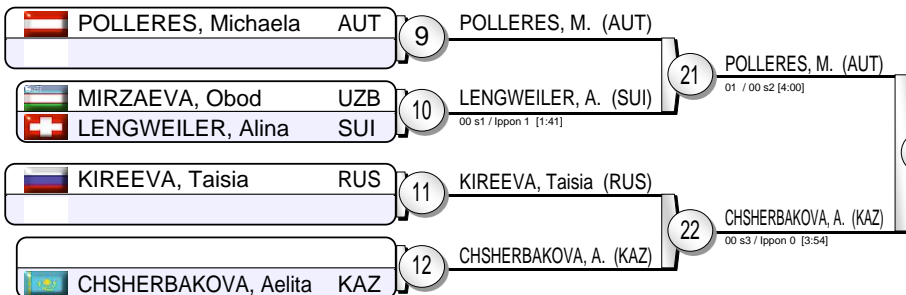 POLLERES, Michaela AUT
9
POLLERES, M. (AUT)
21
POLLERES, M. (AUT)
01 / 00 s2 [4:00]
MIRZAEVA, Obod UZB
LENGWEILER, Alina SUI
10
LENGWEILER, A. (SUI)
00 s1 / Ippon 1 [1:41]
KIREEVA, Taisia RUS
11
KIREEVA, Taisia (RUS)
22
CHSHERBAKOVA, A. (KAZ)
00 s3 / Ippon 0 [3:54]
CHSHERBAKOVA, Aelita KAZ
12
CHSHERBAKOVA, A. (KAZ)